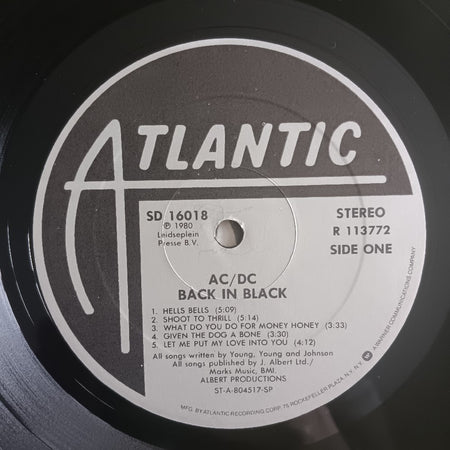 ATLANTIC
SD 16018
℗ 1980
Leidseplein
Presse B.V.
STEREO
R 113772
SIDE ONE
AC/DC
BACK IN BLACK
1. HELLS BELLS (5:09)
2. SHOOT TO THRILL (5:14)
3. WHAT DO YOU DO FOR MONEY HONEY (3:33)
4. GIVEN THE DOG A BONE (3:30)
5. LET ME PUT MY LOVE INTO YOU (4:12)
All songs written by Young, Young and Johnson
All songs published by J. Albert Ltd./
Marks Music, BMI.
ALBERT PRODUCTIONS
ST-A-804517-SP
MFG. BY ATLANTIC RECORDING CORP. 75 ROCKEFELLER PLAZA, N.Y. N.Y.
A WARNER COMMUNICATIONS COMPANY